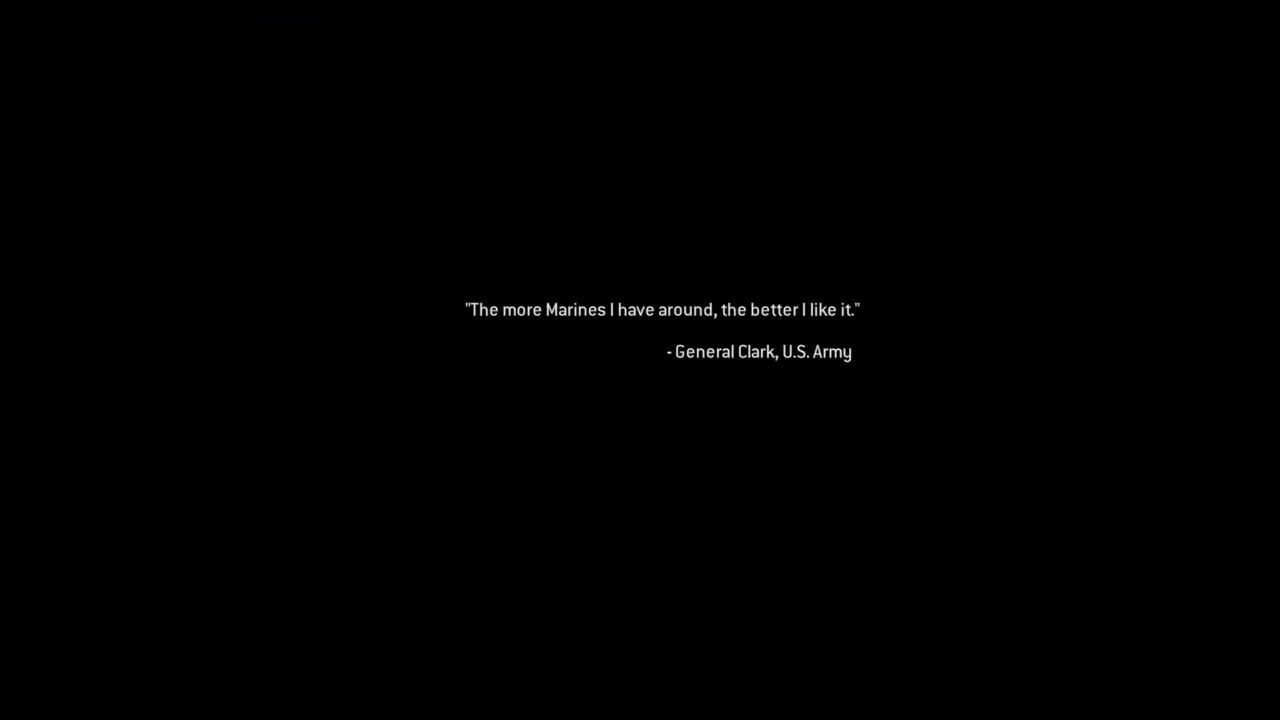 "The more Marines I have around, the better I like it."
- General Clark, U.S. Army